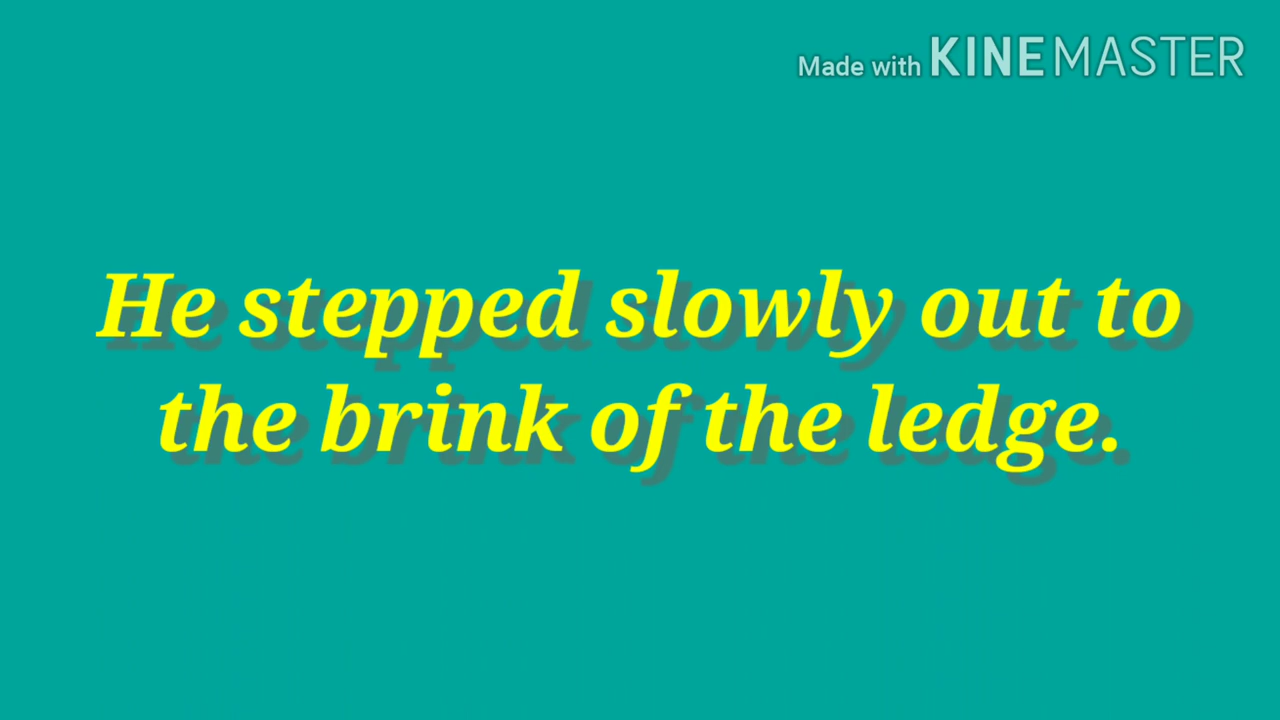 Made with KINEMASTER
He stepped slowly out to
the brink of the ledge.